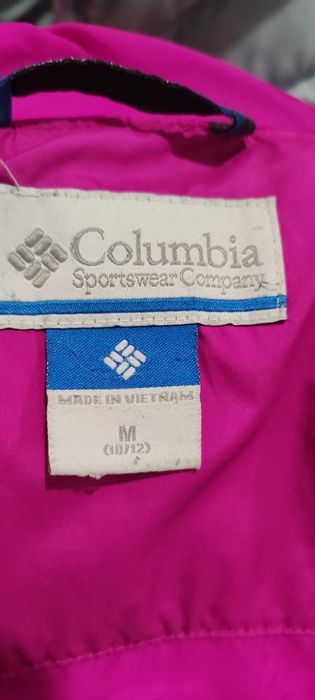 Columbia
Sportswear Company
MADE IN VIETNAM
M
(10/12)